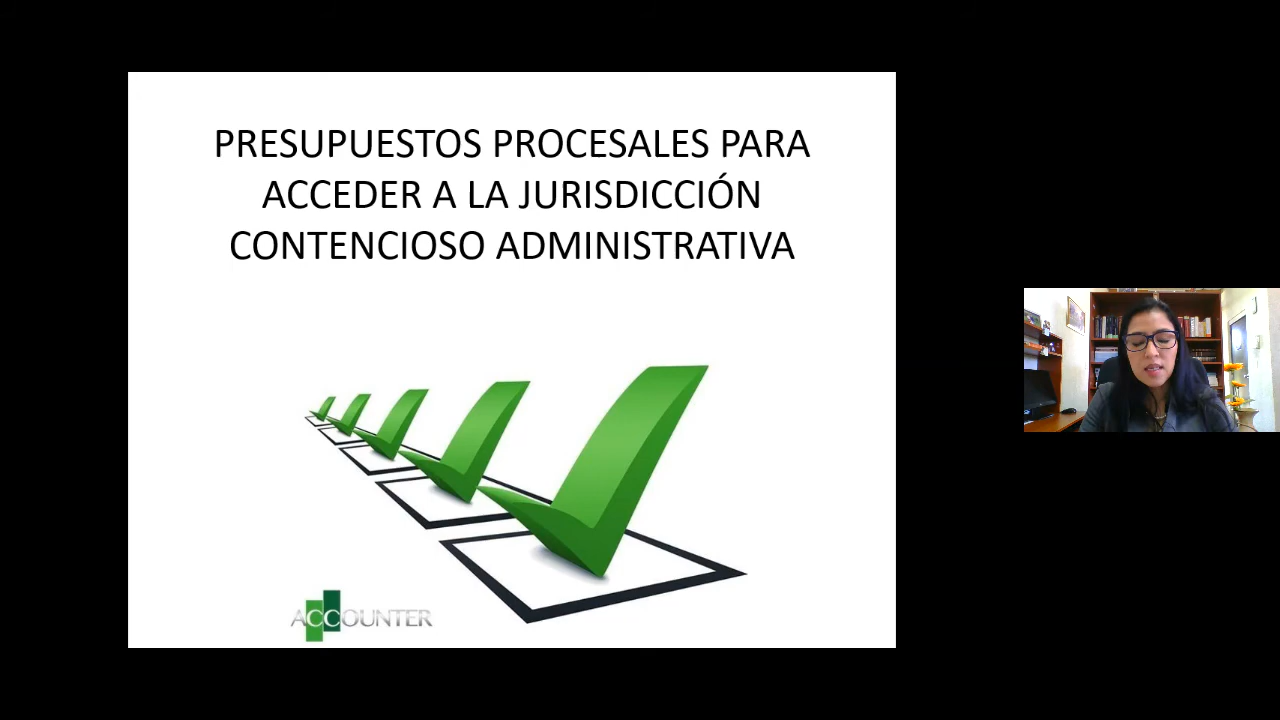 PRESUPUESTOS PROCESALES PARA
ACCEDER A LA JURISDICCIÓN
CONTENCIOSO ADMINISTRATIVA
ACCOUNTER